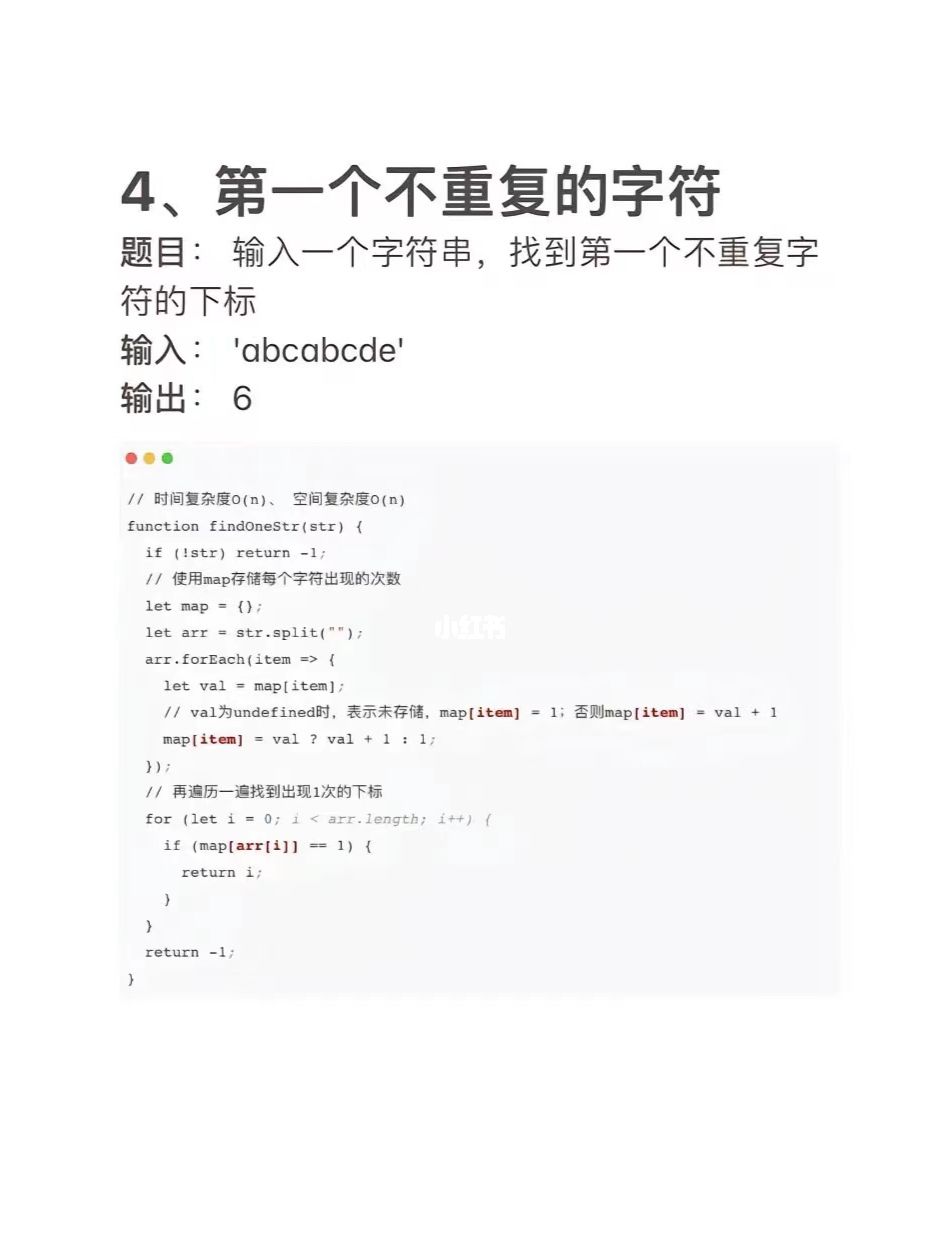 4、第一个不重复的字符
题目： 输入一个字符串，找到第一个不重复字
符的下标
输入： 'abcabcde'
输出： 6
// 时间复杂度O(n)、 空间复杂度O(n)
function findOneStr(str) {
  if (!str) return -1;
  // 使用map存储每个字符出现的次数
  let map = {};
  let arr = str.split("");
小红书
  arr.forEach(item => {
    let val = map[item];
    // val为undefined时，表示未存储，map[item] = 1；否则map[item] = val + 1
    map[item] = val ? val + 1 : 1;
  });
  // 再遍历一遍找到出现1次的下标
  for (let i = 0; i < arr.length; i++) {
    if (map[arr[i]] == 1) {
      return i;
    }
  }
  return -1;
}